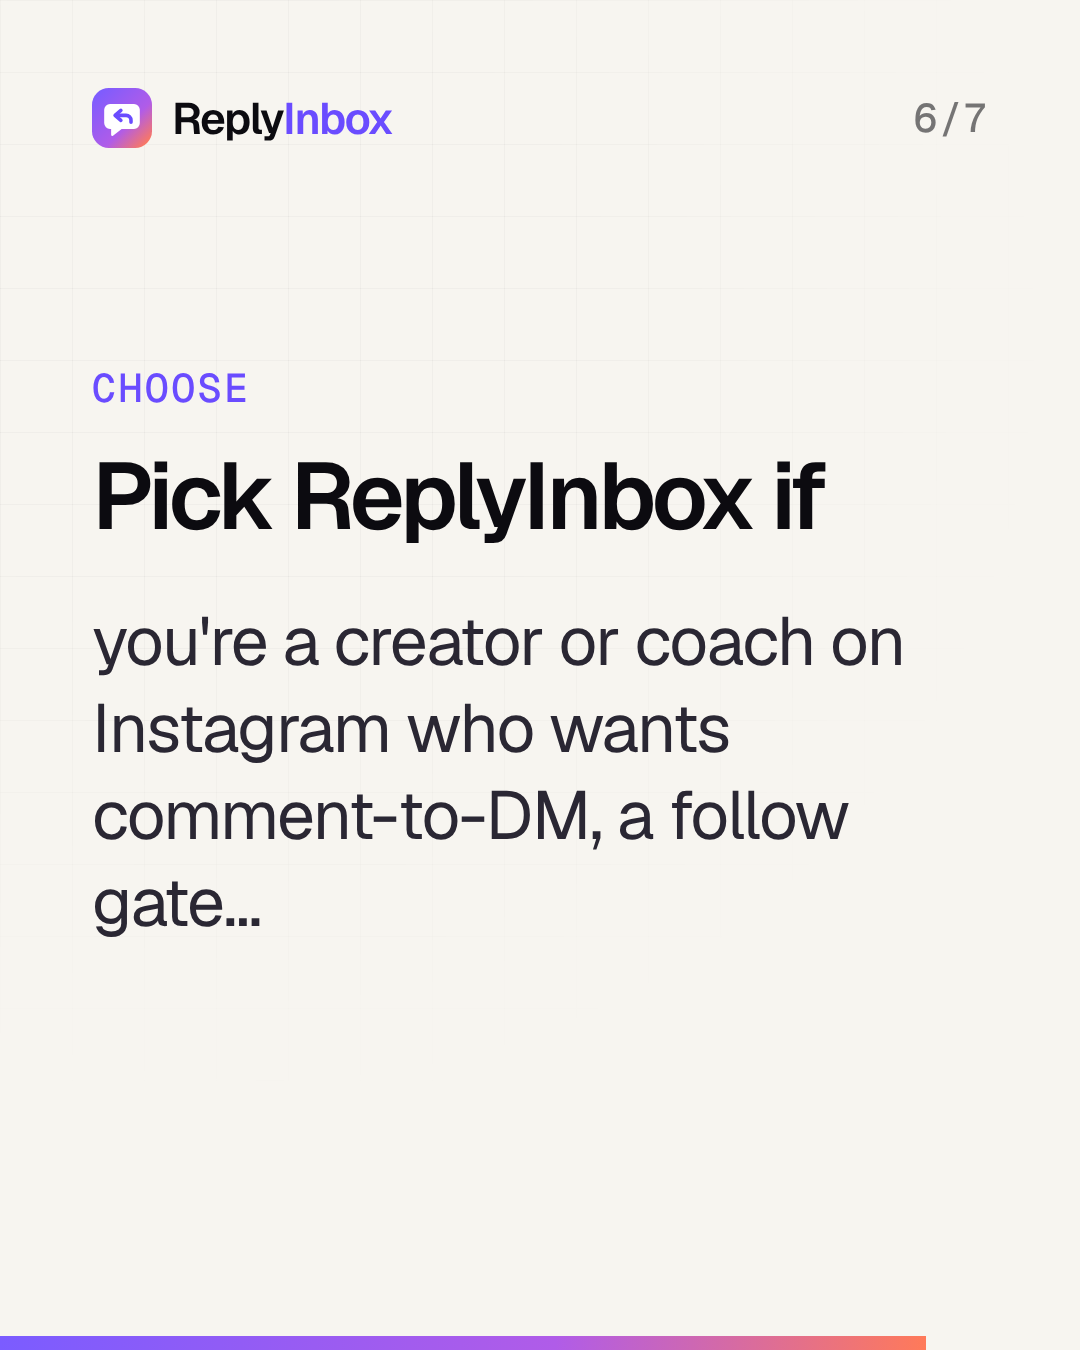 ReplyInbox
6/7
CHOOSE
Pick ReplyInbox if
you're a creator or coach on
Instagram who wants
comment-to-DM, a follow
gate...